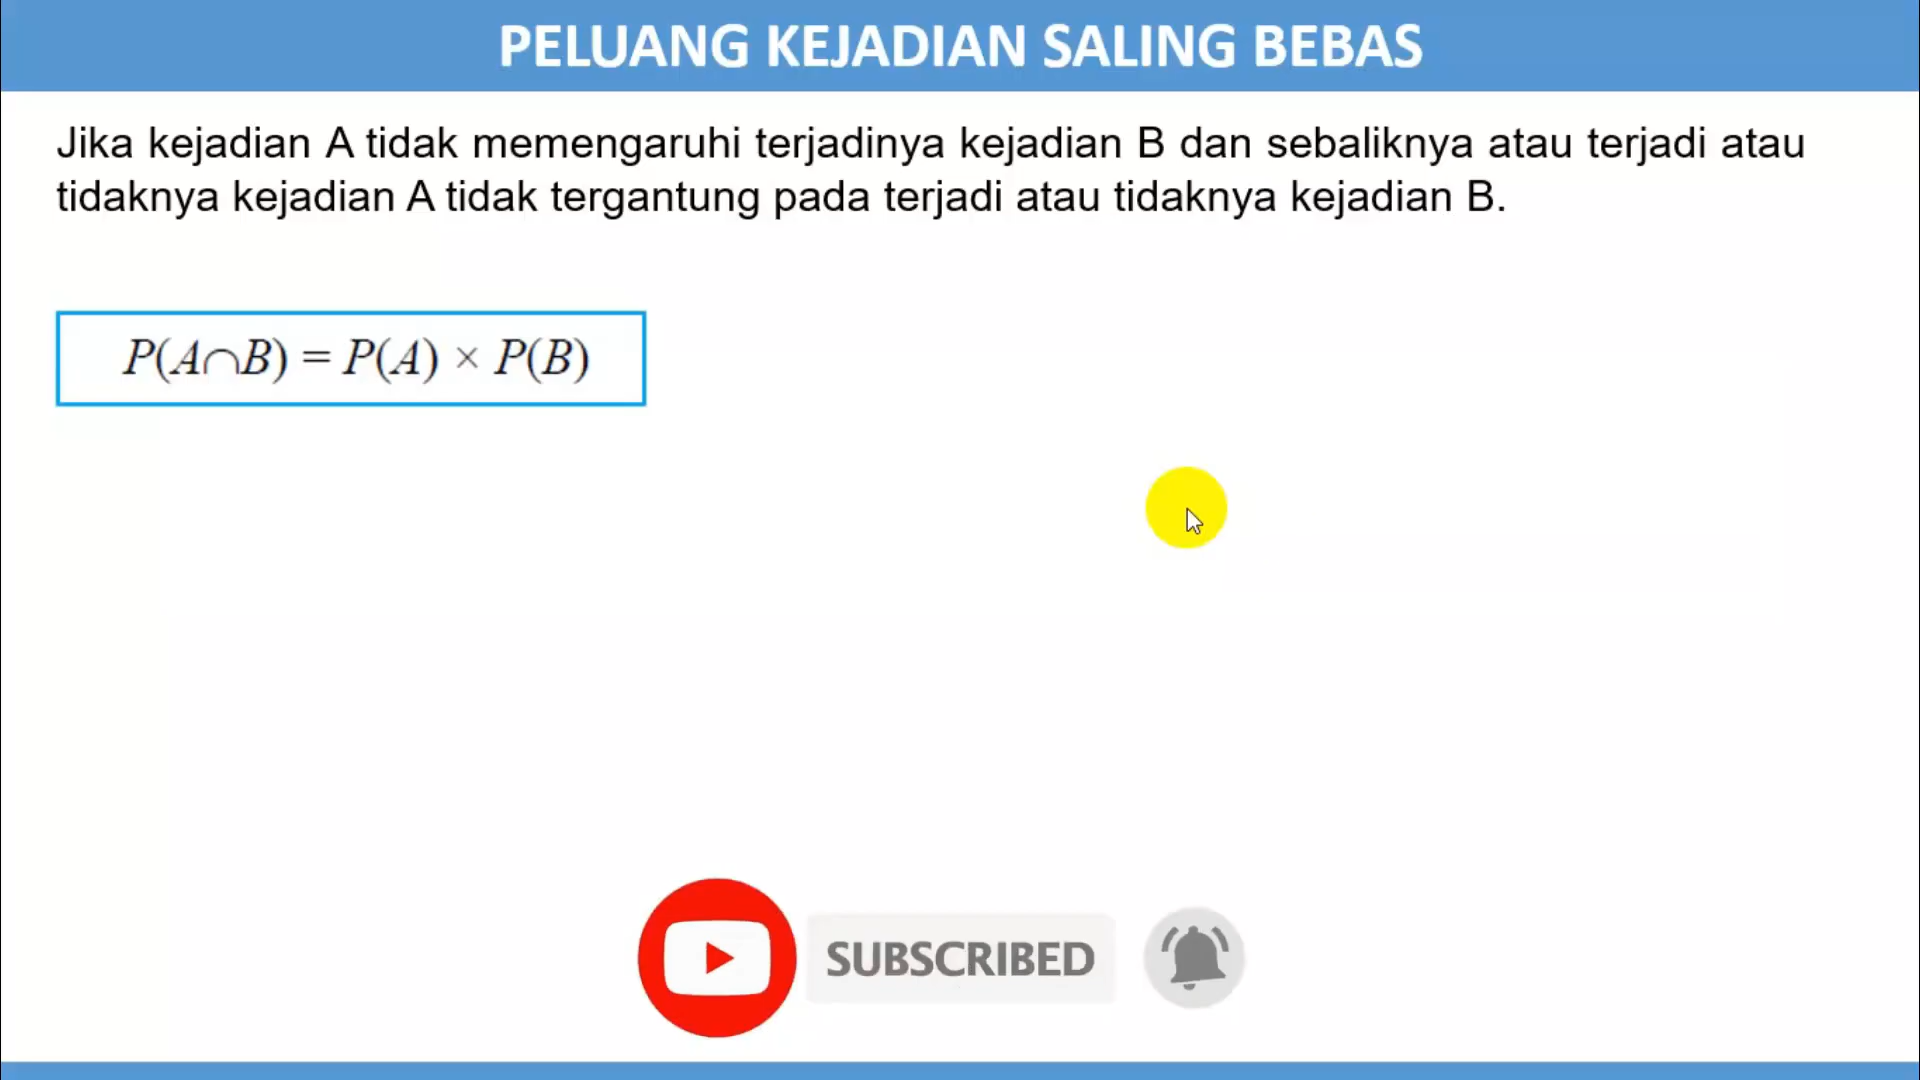 PELUANG KEJADIAN SALING BEBAS
Jika kejadian A tidak memengaruhi terjadinya kejadian B dan sebaliknya atau terjadi atau
tidaknya kejadian A tidak tergantung pada terjadi atau tidaknya kejadian B.
P(A∩B) = P(A) × P(B)
SUBSCRIBED